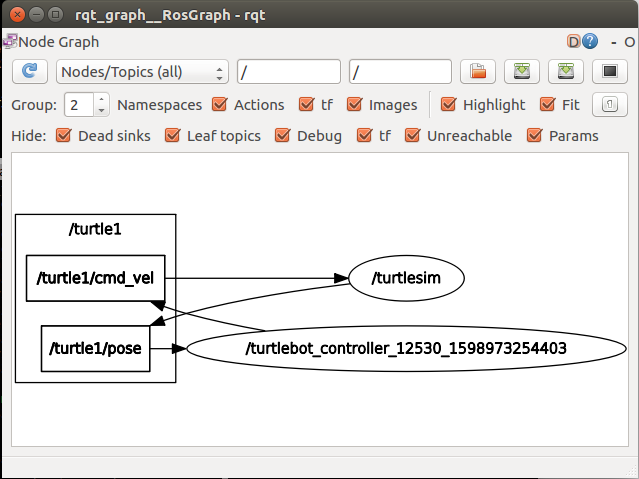 rqt_graph__RosGraph - rqt
Node Graph D ? - O
Nodes/Topics (all) / /
Group: 2 Namespaces Actions tf Images Highlight Fit
Hide: Dead sinks Leaf topics Debug tf Unreachable Params
/turtle1
/turtle1/cmd_vel /turtlesim
/turtle1/pose /turtlebot_controller_12530_1598973254403